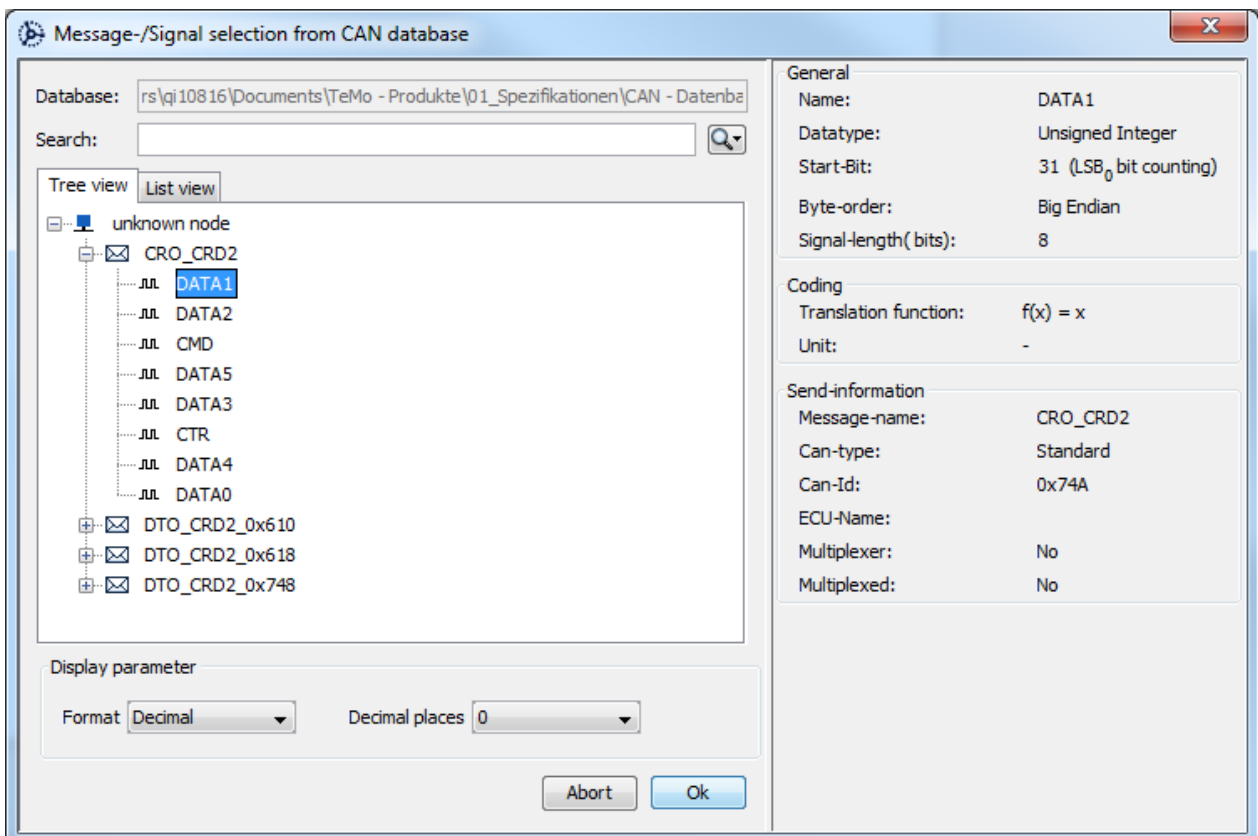 Message-/Signal selection from CAN database
Database: rs\qi10816\Documents\TeMo - Produkte\01_Spezifikationen\CAN - Datenba
Search:
Tree view List view
unknown node
CRO_CRD2
DATA1
DATA2
CMD
DATA5
DATA3
CTR
DATA4
DATA0
DTO_CRD2_0x610
DTO_CRD2_0x618
DTO_CRD2_0x748
Display parameter
Format Decimal Decimal places 0
Abort Ok
General
Name: DATA1
Datatype: Unsigned Integer
Start-Bit: 31 (LSB0 bit counting)
Byte-order: Big Endian
Signal-length( bits): 8
Coding
Translation function: f(x) = x
Unit: -
Send-information
Message-name: CRO_CRD2
Can-type: Standard
Can-Id: 0x74A
ECU-Name:
Multiplexer: No
Multiplexed: No